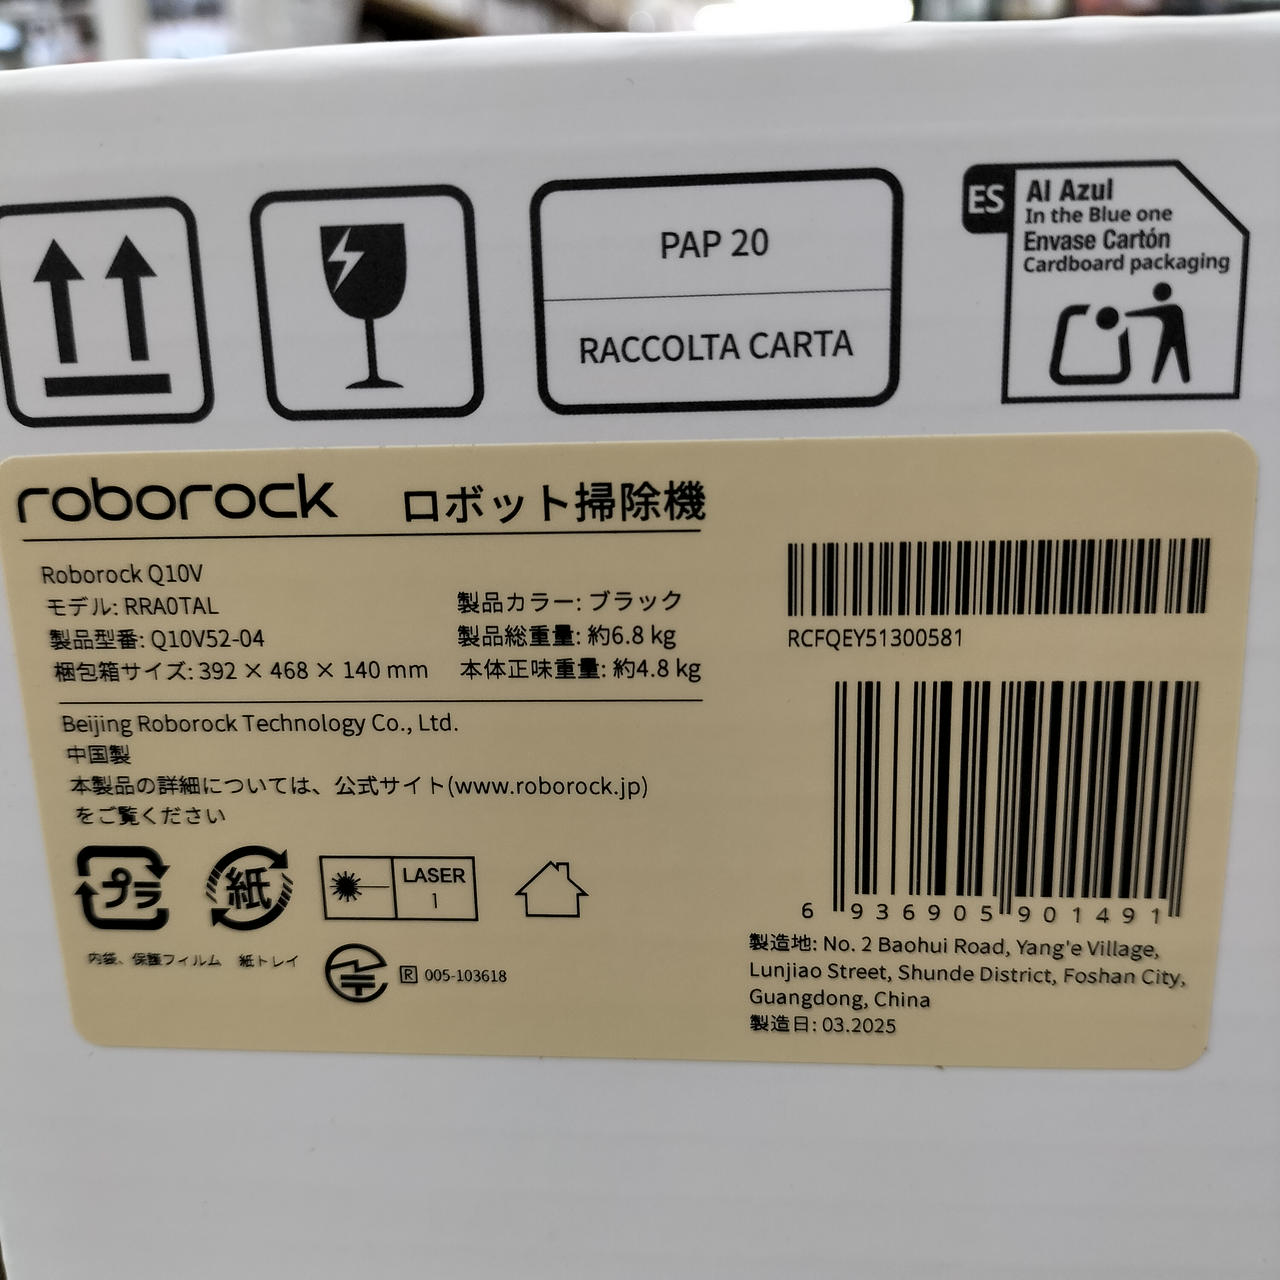 PAP 20
RACCOLTA CARTA
ES
Al Azul
In the Blue one
Envase Cartón
Cardboard packaging
roborock ロボット掃除機
Roborock Q10V
モデル: RRA0TAL 製品カラー: ブラック
製品型番: Q10V52-04 製品総重量: 約6.8 kg
梱包箱サイズ: 392 × 468 × 140 mm 本体正味重量: 約4.8 kg
Beijing Roborock Technology Co., Ltd.
中国製
本製品の詳細については、公式サイト(www.roborock.jp)
をご覧ください
プラ
紙
LASER
1
内袋、保護フィルム 紙トレイ
R 005-103618
RCFQEY51300581
6 936905 901491
製造地: No. 2 Baohui Road, Yang'e Village,
Lunjiao Street, Shunde District, Foshan City,
Guangdong, China
製造日: 03.2025